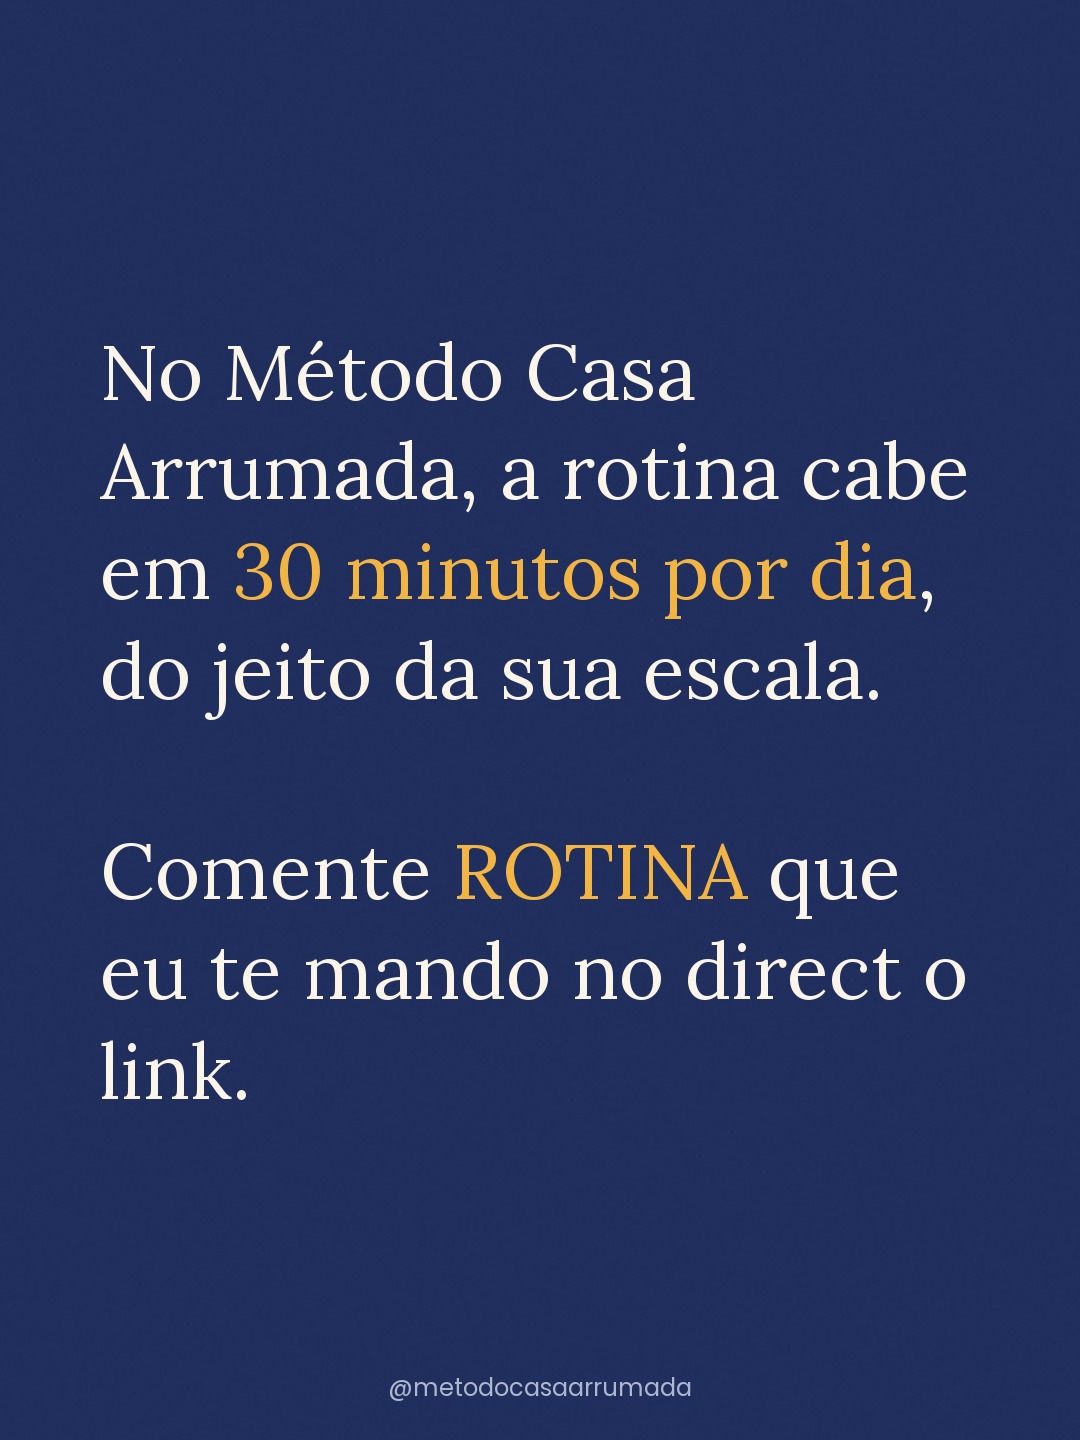 No Método Casa
Arrumada, a rotina cabe
em 30 minutos por dia,
do jeito da sua escala.
Comente ROTINA que
eu te mando no direct o
link.
@metodocasaarrumada